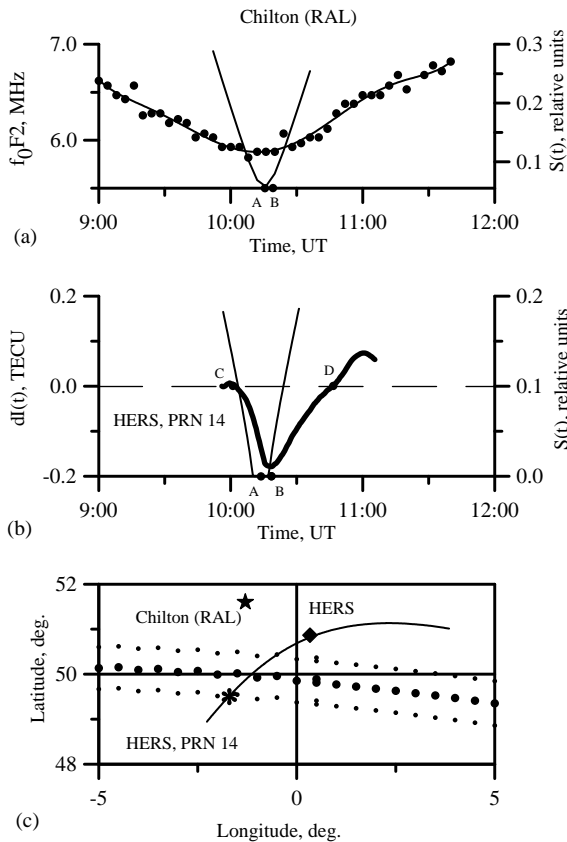 Chilton (RAL)
7.0
6.0
f0F2, MHz
0.3
0.2
0.1
S(t), relative units
A
B
9:00
10:00
11:00
12:00
(a)
Time, UT
0.2
0.0
-0.2
dI(t), TECU
0.2
0.1
0.0
S(t), relative units
C
D
HERS, PRN 14
A
B
9:00
10:00
11:00
12:00
(b)
Time, UT
52
50
48
Latitude, deg.
Chilton (RAL)
HERS
HERS, PRN 14
-5
0
5
(c)
Longitude, deg.